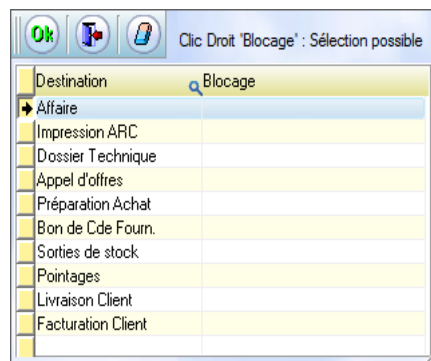 Ok Clic Droit 'Blocage' : Sélection possible
Destination Blocage
Affaire
Impression ARC
Dossier Technique
Appel d'offres
Préparation Achat
Bon de Cde Fourn.
Sorties de stock
Pointages
Livraison Client
Facturation Client